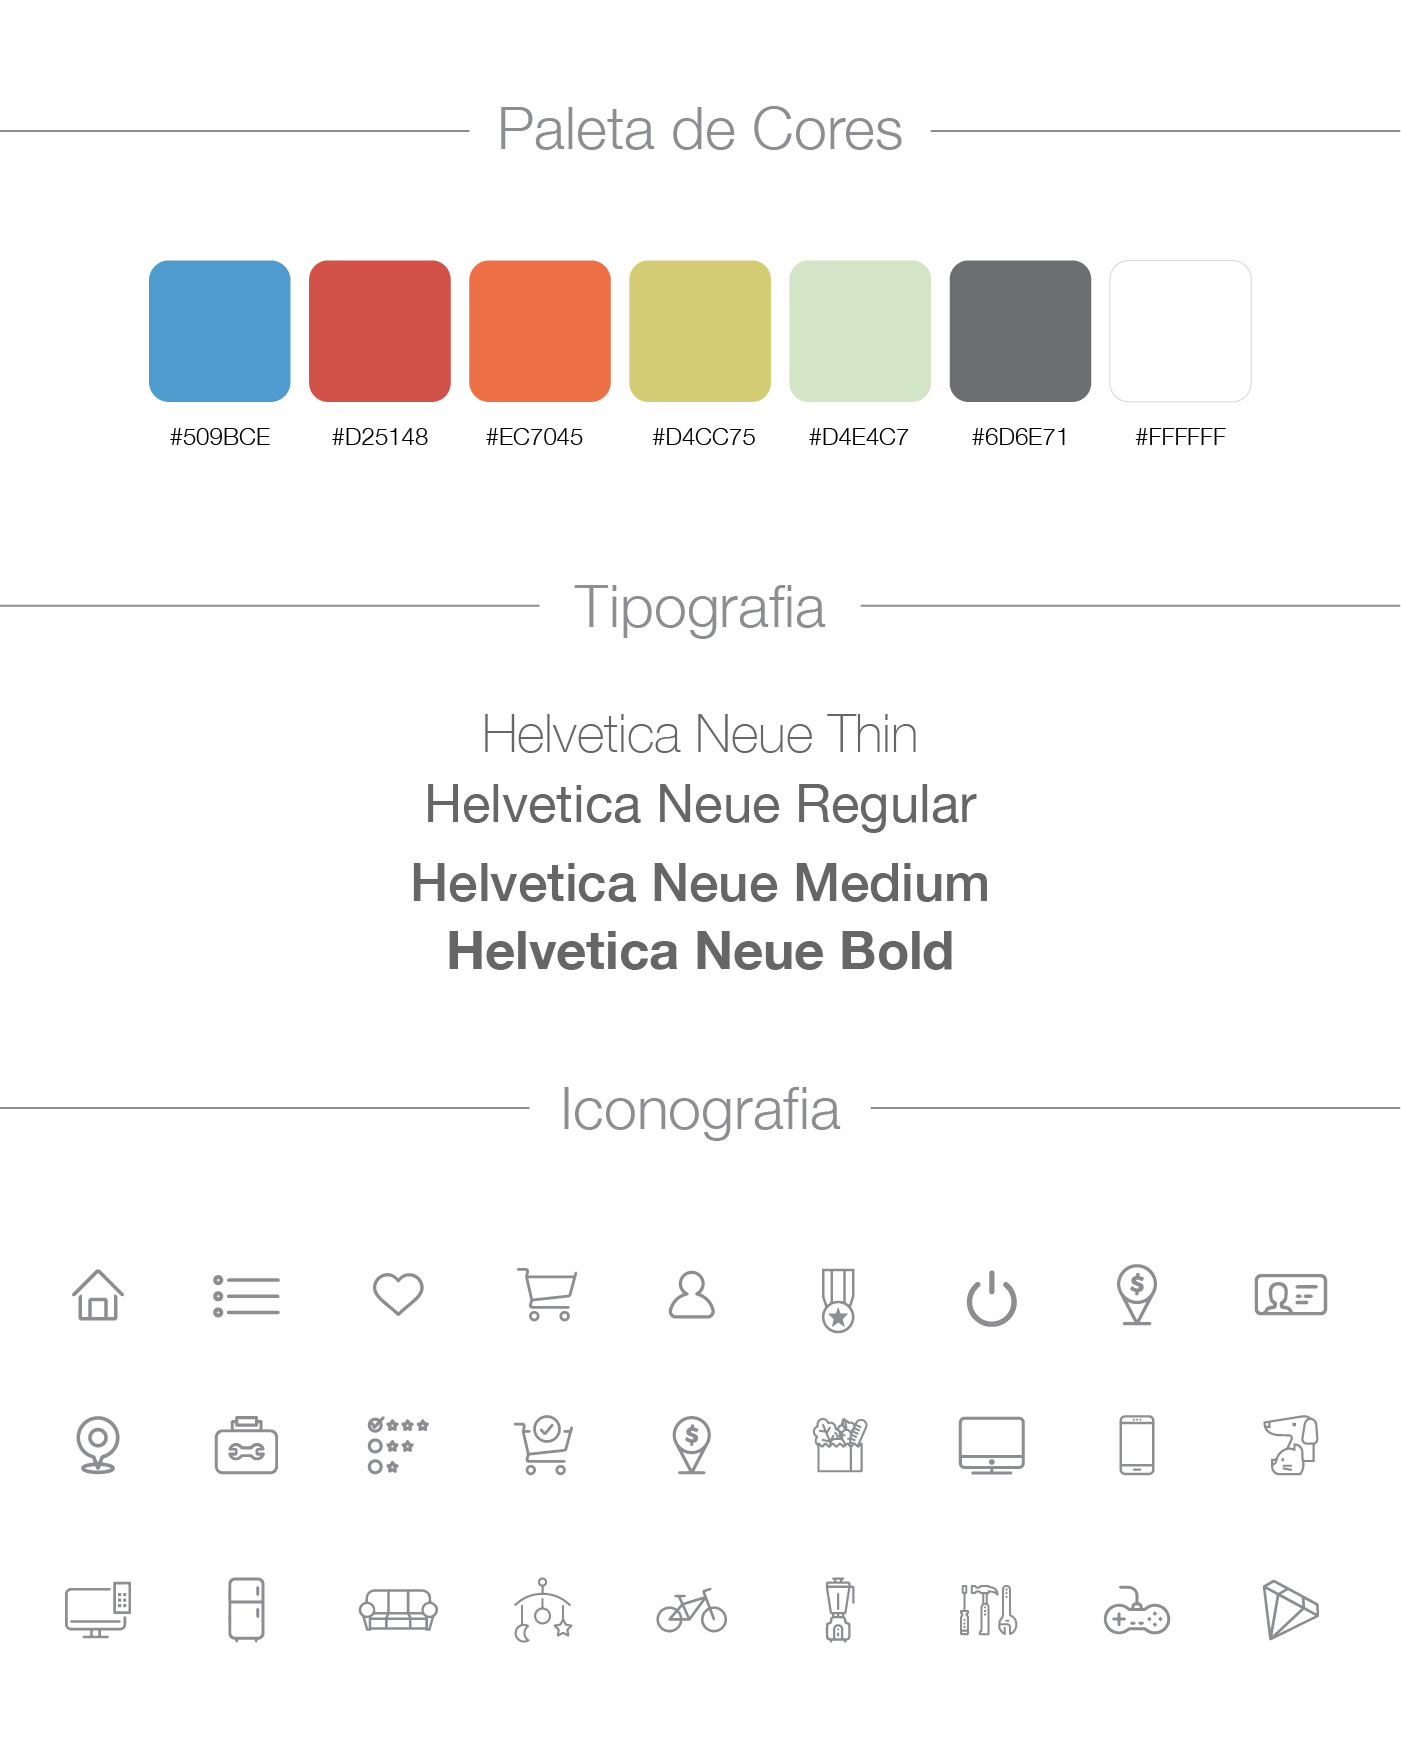 Paleta de Cores
#509BCE #D25148 #EC7045 #D4CC75 #D4E4C7 #6D6E71 #FFFFFF
Tipografia
Helvetica Neue Thin
Helvetica Neue Regular
Helvetica Neue Medium
Helvetica Neue Bold
Iconografia
$
$